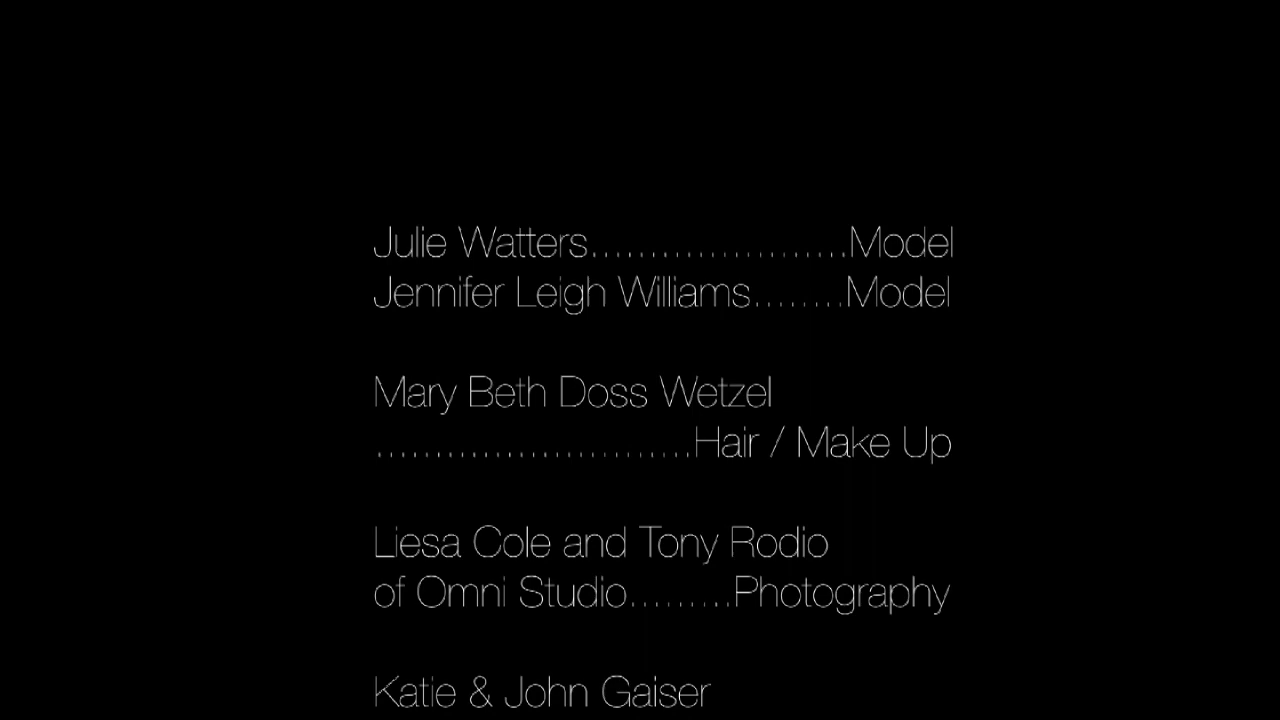 Julie Watters......................Model
Jennifer Leigh Williams........Model
Mary Beth Doss Wetzel
...........................Hair / Make Up
Liesa Cole and Tony Rodio
of Omni Studio.........Photography
Katie & John Gaiser